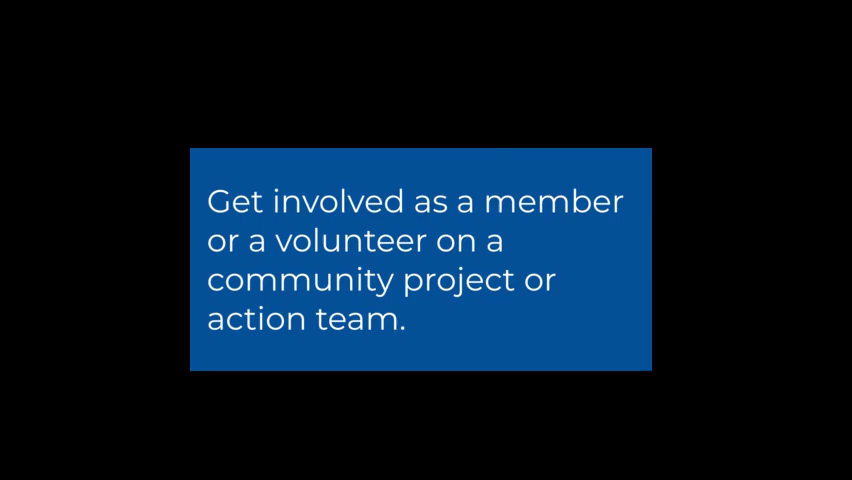 Get involved as a member
or a volunteer on a
community project or
action team.